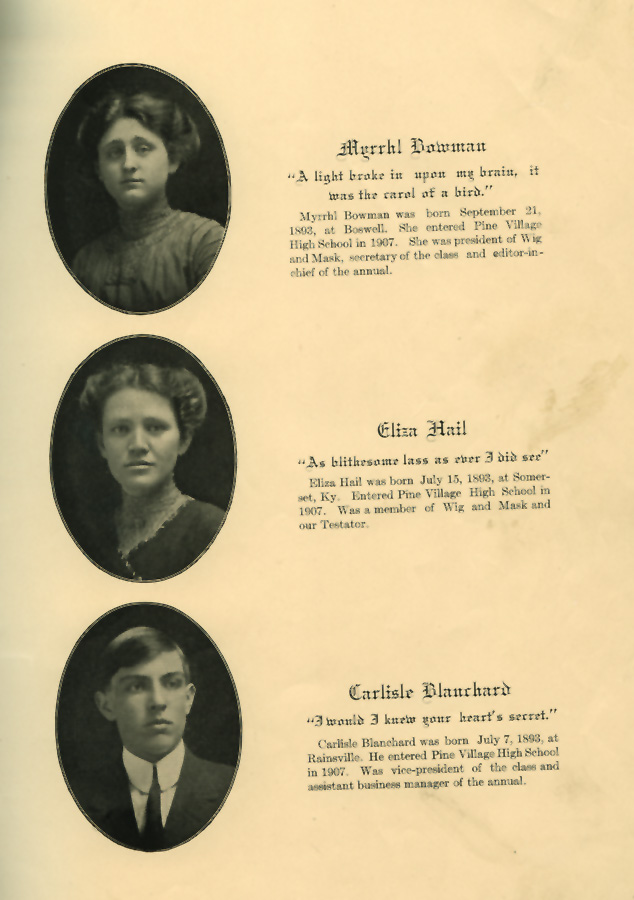 Myrrhl Bowman
"A light broke in upon my brain, it
was the carol of a bird."
Myrrhl Bowman was born September 21,
1893, at Boswell. She entered Pine Village
High School in 1907. She was president of Wig
and Mask, secretary of the class and editor-in-
chief of the annual.
Eliza Hail
"As blithesome lass as ever I did see"
Eliza Hail was born July 15, 1893, at Somer-
set, Ky. Entered Pine Village High School in
1907. Was a member of Wig and Mask and
our Testator.
Carlisle Blanchard
"I would I knew your heart's secret."
Carlisle Blanchard was born July 7, 1893, at
Rainsville. He entered Pine Village High School
in 1907. Was vice-president of the class and
assistant business manager of the annual.